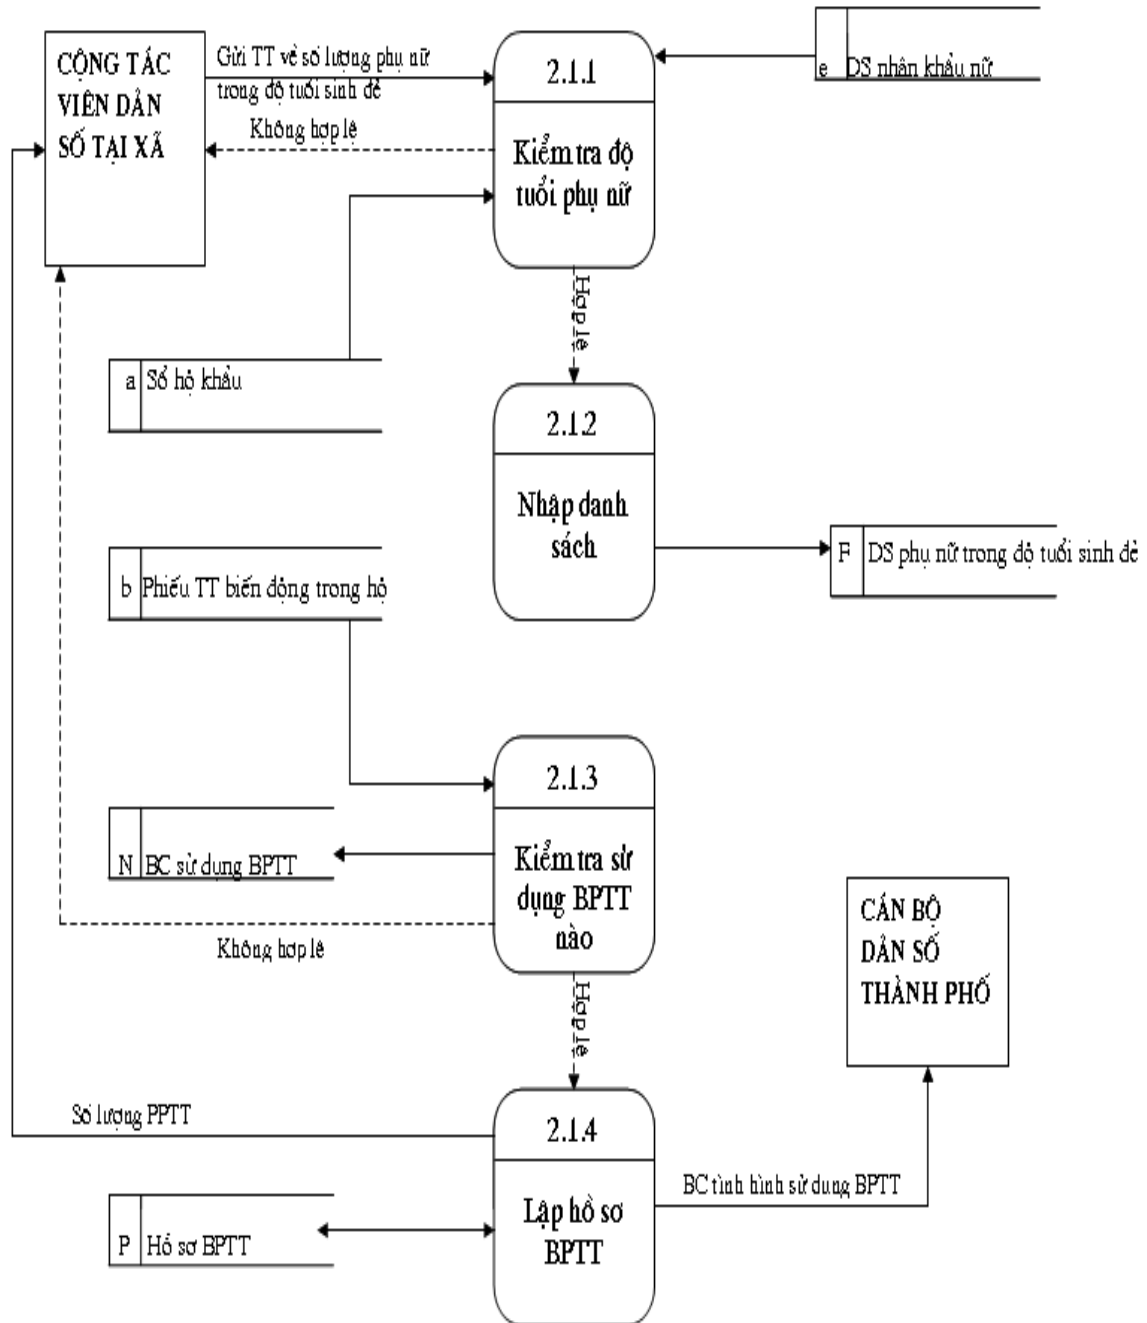 CỘNG TÁC
VIÊN DÂN
SỐ TẠI XÃ
Gửi TT về số lượng phụ nữ
trong độ tuổi sinh đẻ
Không hợp lệ
2.1.1
Kiểm tra độ
tuổi phụ nữ
e DS nhân khẩu nữ
Hợp lệ
a Sổ hộ khẩu
2.1.2
Nhập danh
sách
F DS phụ nữ trong độ tuổi sinh đẻ
b Phiếu TT biến động trong hộ
2.1.3
Kiểm tra sử
dụng BPTT
nào
N BC sử dụng BPTT
Không hợp lệ
CÁN BỘ
DÂN SỐ
THÀNH PHỐ
Hợp lệ
Số lượng PPTT
2.1.4
Lập hồ sơ
BPTT
BC tình hình sử dụng BPTT
P Hồ sơ BPTT